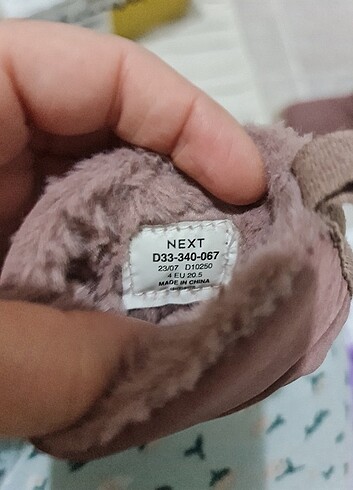 NEXT
D33-340-067
23/07 D10250
4 EU 20.5
MADE IN CHINA